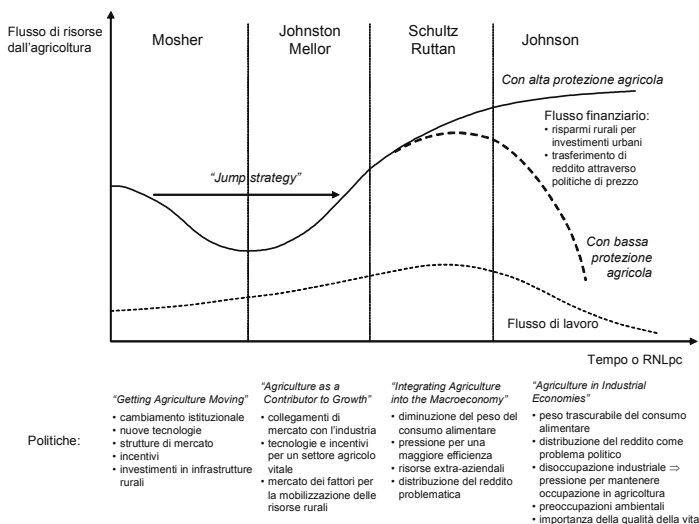 Flusso di risorse
dall'agricoltura
Mosher
Johnston
Mellor
Schultz
Ruttan
Johnson
Con alta protezione agricola
Flusso finanziario:
• risparmi rurali per
investimenti urbani
• trasferimento di
reddito attraverso
politiche di prezzo
"Jump strategy"
Con bassa
protezione
agricola
Flusso di lavoro
Tempo o RNLpc
Politiche:
"Getting Agriculture Moving"
• cambiamento istituzionale
• nuove tecnologie
• strutture di mercato
• incentivi
• investimenti in infrastrutture
rurali
"Agriculture as a
Contributor to Growth"
• collegamenti di
mercato con l'industria
• tecnologie e incentivi
per un settore agricolo
vitale
• mercato dei fattori per
la mobilizzazione delle
risorse rurali
"Integrating Agriculture
into the Macroeconomy"
• diminuzione del peso del
consumo alimentare
• pressione per una
maggiore efficienza
• risorse extra-aziendali
• distribuzione del reddito
problematica
"Agriculture in Industrial
Economies"
• peso trascurabile del consumo
alimentare
• distribuzione del reddito come
problema politico
• disoccupazione industriale ⇒
pressione per mantenere
occupazione in agricoltura
• preoccupazioni ambientali
• importanza della qualità della vita